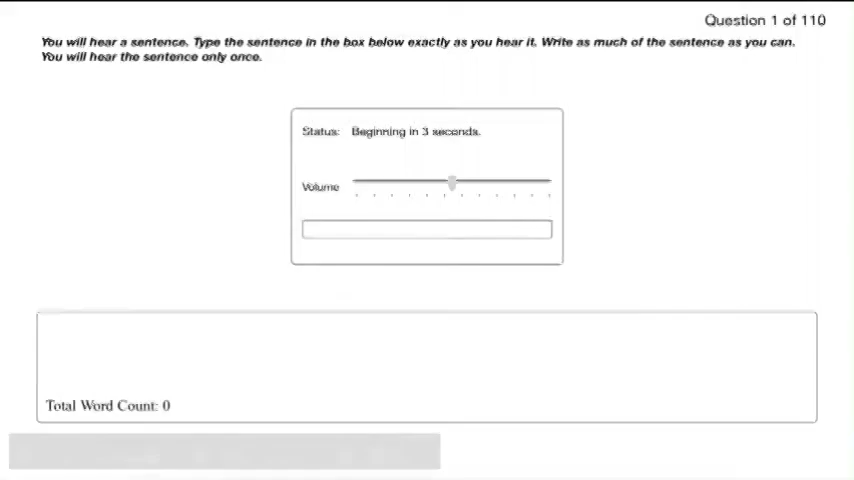 Question 1 of 110
You will hear a sentence. Type the sentence in the box below exactly as you hear it. Write as much of the sentence as you can.
You will hear the sentence only once.
Status: Beginning in 3 seconds.
Volume
Total Word Count: 0